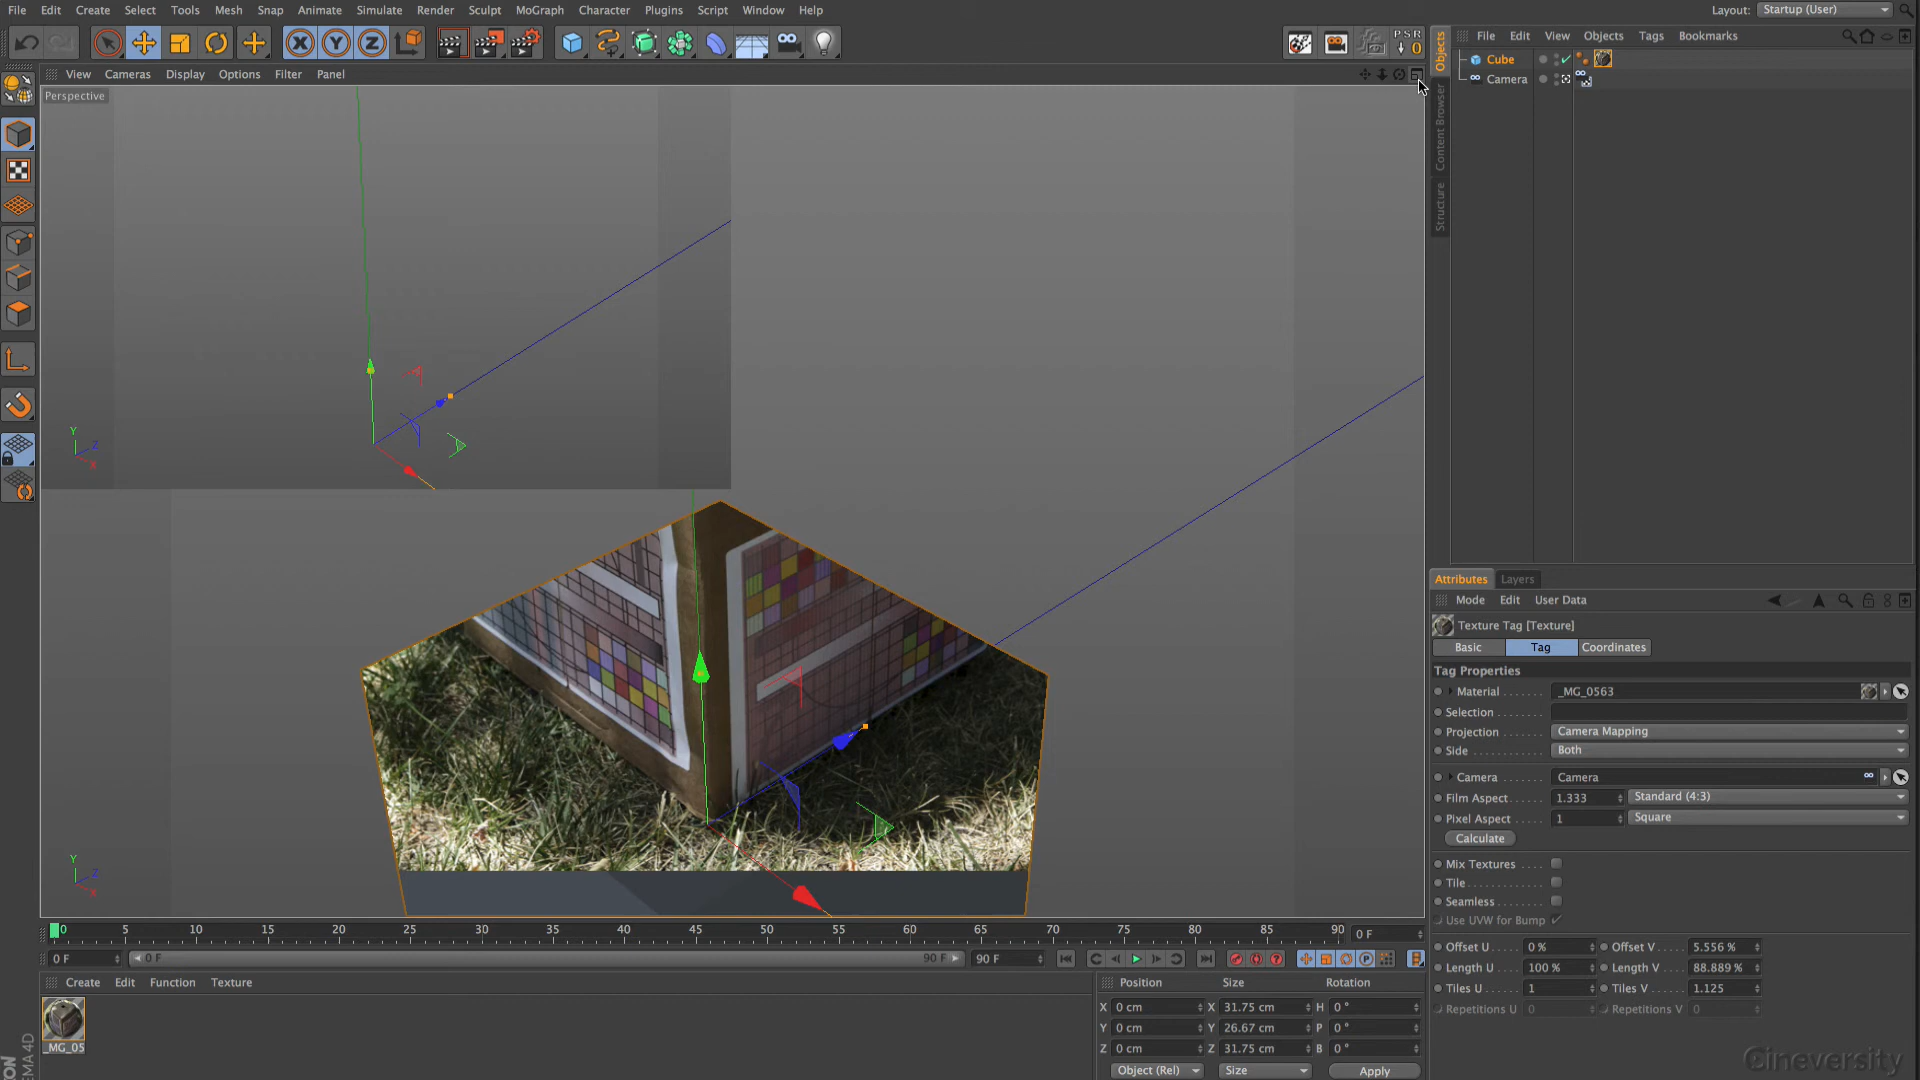 File Edit Create Select Tools Mesh Snap Animate Simulate Render Sculpt MoGraph Character Plugins Script Window Help
Layout: Startup (User)
X Y Z
PSR
0
View Cameras Display Options Filter Panel
Perspective
Y
Z
X
Y
Z
X
Objects
Content Browser
Structure
File Edit View Objects Tags Bookmarks
Cube
Camera
Attributes Layers
Mode Edit User Data
Texture Tag [Texture]
Basic Tag Coordinates
Tag Properties
Material . . . . . . . _MG_0563
Selection . . . . . . .
Projection . . . . . . Camera Mapping
Side . . . . . . . . . . Both
Camera . . . . . . . Camera
Film Aspect . . . . . 1.333 Standard (4:3)
Pixel Aspect . . . . 1 Square
Calculate
Mix Textures . . . .
Tile . . . . . . . . . . .
Seamless . . . . . . .
Use UVW for Bump
Offset U . . . . 0 % Offset V . . . . 5.556 %
Length U . . . 100 % Length V . . . 88.889 %
Tiles U . . . . . 1 Tiles V . . . . . 1.125
Repetitions U 0 Repetitions V 0
0 5 10 15 20 25 30 35 40 45 50 55 60 65 70 75 80 85 90 0 F
0 F 0 F 90 F 90 F
P
Create Edit Function Texture
_MG_05
Position Size Rotation
X 0 cm X 31.75 cm H 0 °
Y 0 cm Y 26.67 cm P 0 °
Z 0 cm Z 31.75 cm B 0 °
Object (Rel) Size Apply
Cineversity